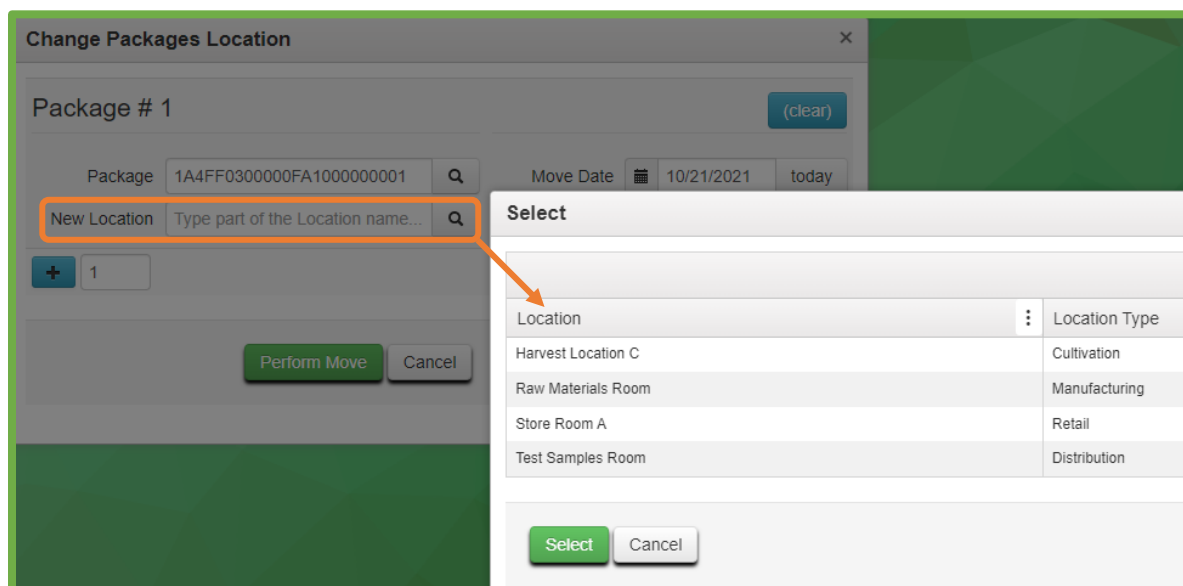 Change Packages Location ×
Package # 1 (clear)
Package 1A4FF0300000FA1000000001 Move Date 10/21/2021 today
New Location Type part of the Location name...
1
Perform Move Cancel
Select
Location Location Type
Harvest Location C Cultivation
Raw Materials Room Manufacturing
Store Room A Retail
Test Samples Room Distribution
Select Cancel